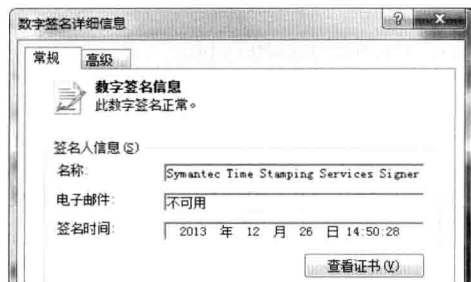 数字签名详细信息
常规 高级
数字签名信息
此数字签名正常。
签名人信息(S)
名称: Symantec Time Stamping Services Signer
电子邮件: 不可用
签名时间: 2013 年 12 月 26 日 14:50:28
查看证书(V)